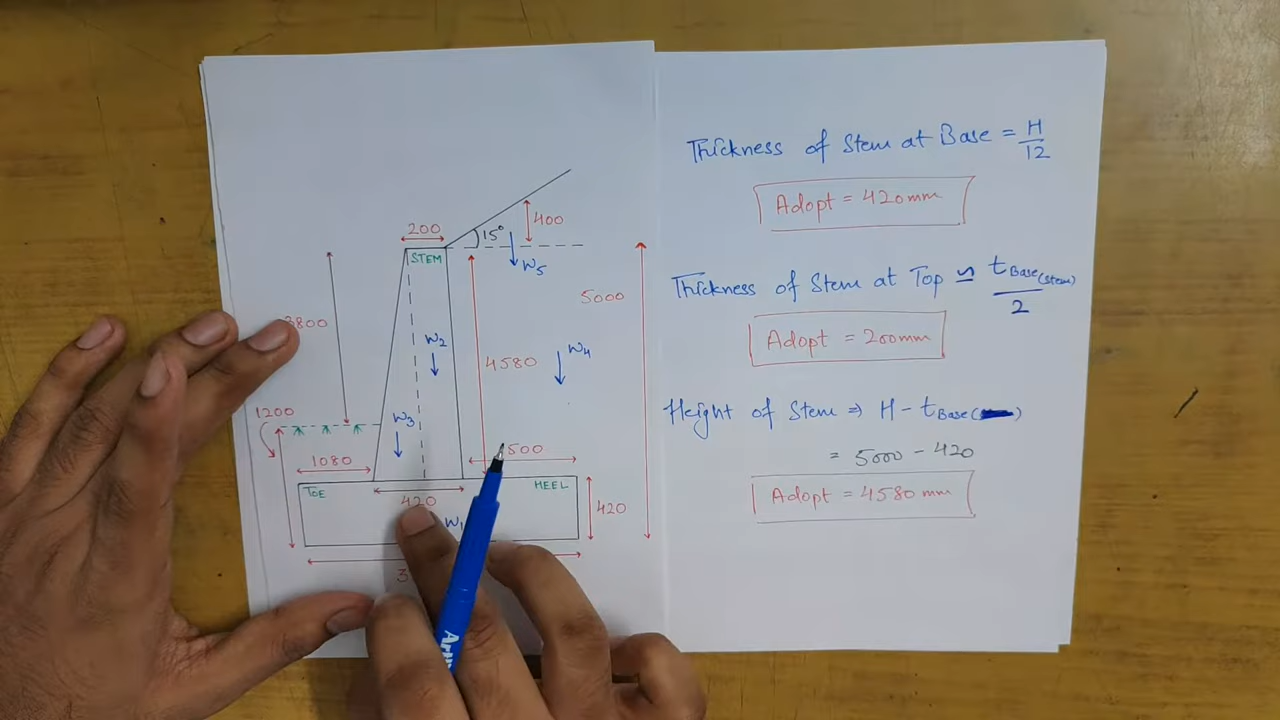 200
15°
400
STEM
W5
5000
3800
W2
4580
W4
1200
W3
1080
1500
TOE
420
HEEL
W1
420
Thickness of Stem at Base = H/12
Adopt = 420mm
Thickness of Stem at Top ≌ tBase(stem)/2
Adopt = 200mm
Height of Stem ⇒ H - tBase( )
= 5000 - 420
Adopt = 4580 mm